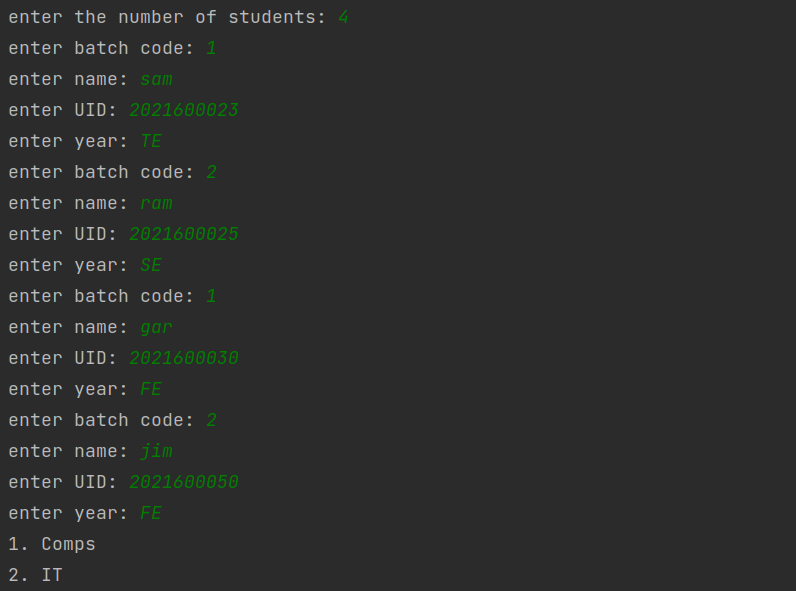 enter the number of students: 4
enter batch code: 1
enter name: sam
enter UID: 2021600023
enter year: TE
enter batch code: 2
enter name: ram
enter UID: 2021600025
enter year: SE
enter batch code: 1
enter name: gar
enter UID: 2021600030
enter year: FE
enter batch code: 2
enter name: jim
enter UID: 2021600050
enter year: FE
1. Comps
2. IT